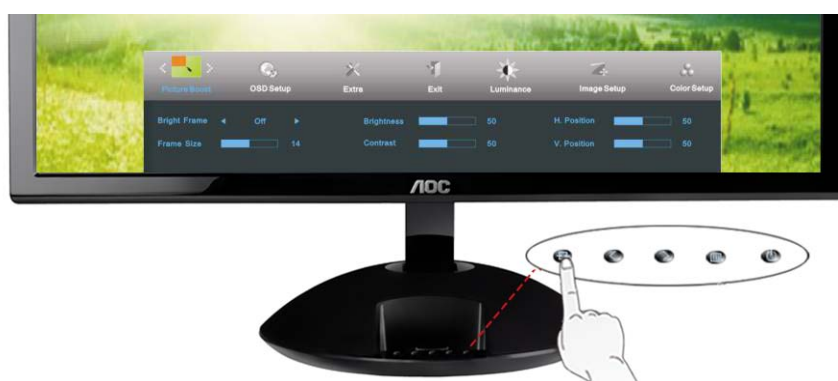 Picture Boost OSD Setup Extra Exit Luminance Image Setup Color Setup
Bright Frame Off Brightness 50 H. Position 50
Frame Size 14 Contrast 50 V. Position 50
AOC